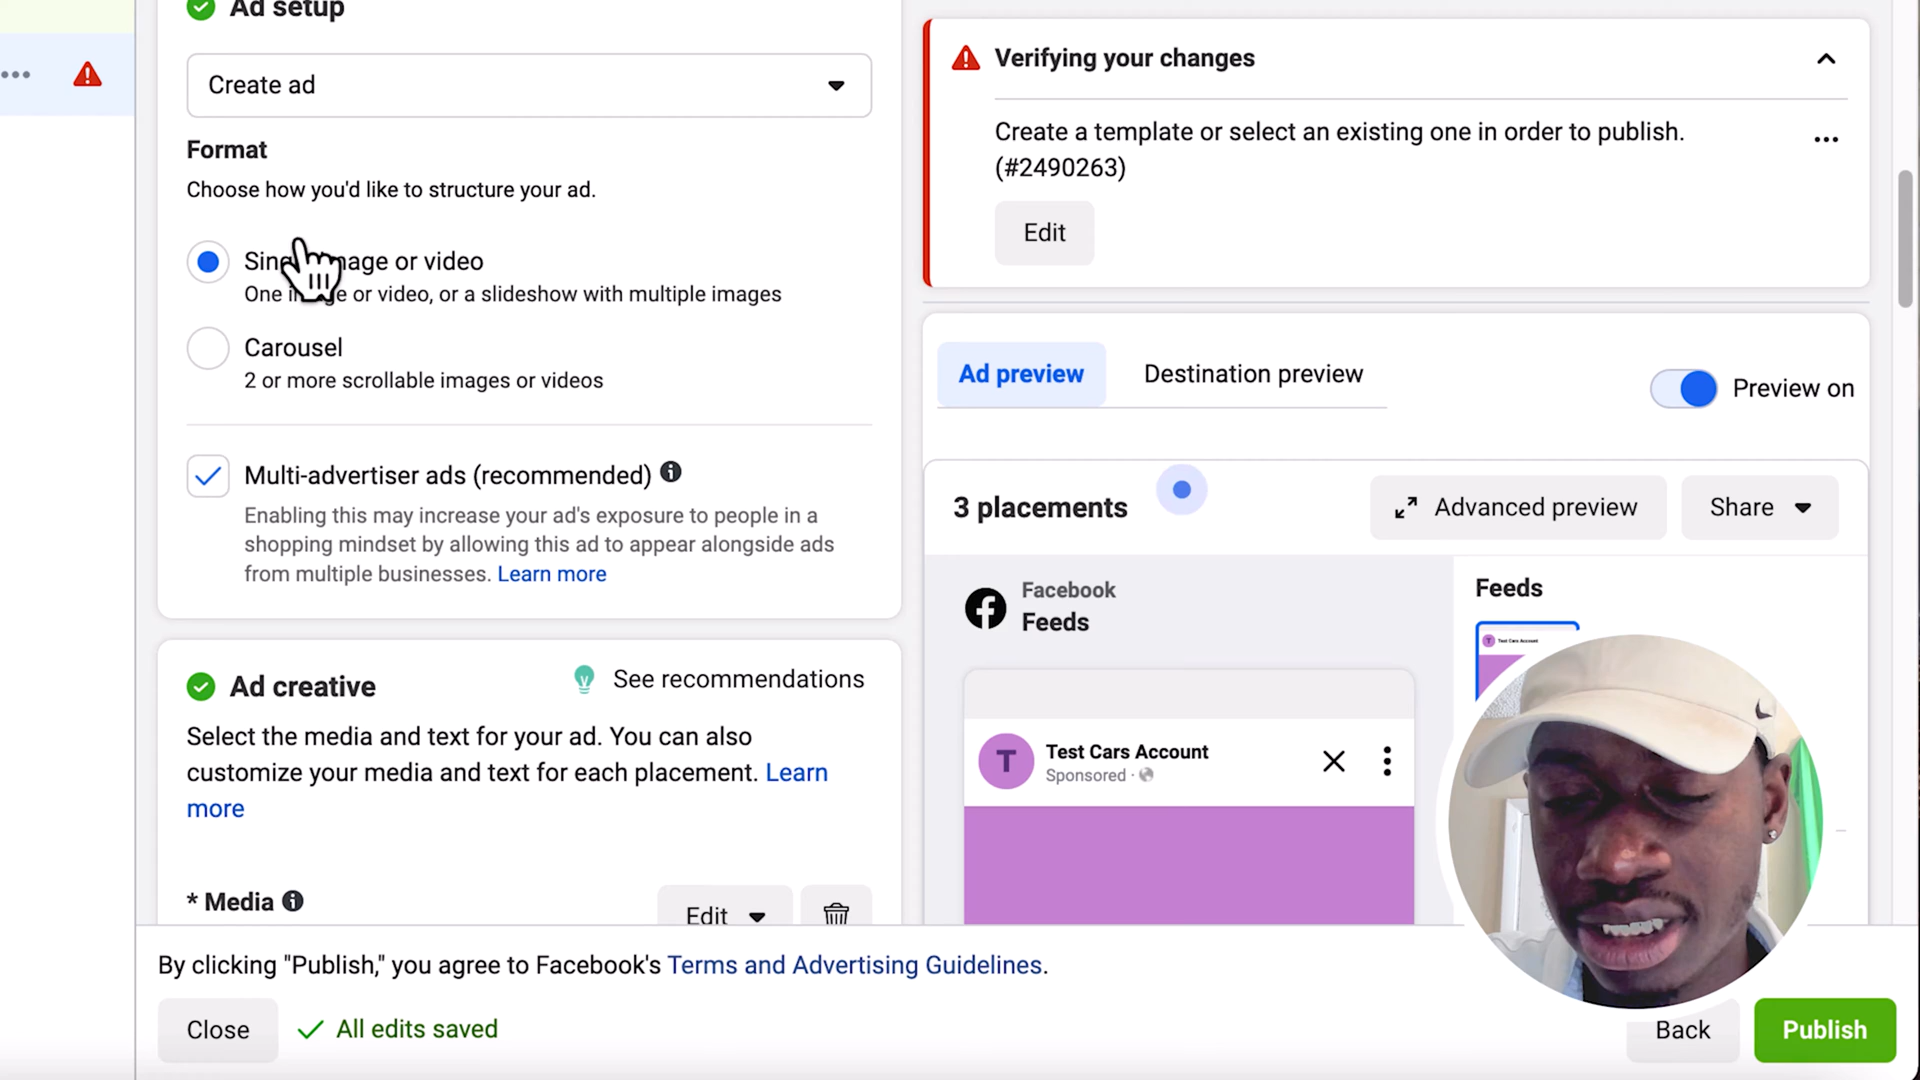 Ad setup
Create ad
Format
Choose how you'd like to structure your ad.
Single image or video
One image or video, or a slideshow with multiple images
Carousel
2 or more scrollable images or videos
Multi-advertiser ads (recommended)
Enabling this may increase your ad's exposure to people in a
shopping mindset by allowing this ad to appear alongside ads
from multiple businesses. Learn more
Ad creative
See recommendations
Select the media and text for your ad. You can also
customize your media and text for each placement. Learn
more
* Media
Edit
Verifying your changes
Create a template or select an existing one in order to publish.
(#2490263)
Edit
Ad preview
Destination preview
Preview on
3 placements
Advanced preview
Share
Facebook
Feeds
Feeds
T
Test Cars Account
Sponsored ·
T
Test Cars Account
By clicking "Publish," you agree to Facebook's Terms and Advertising Guidelines.
Close
All edits saved
Back
Publish